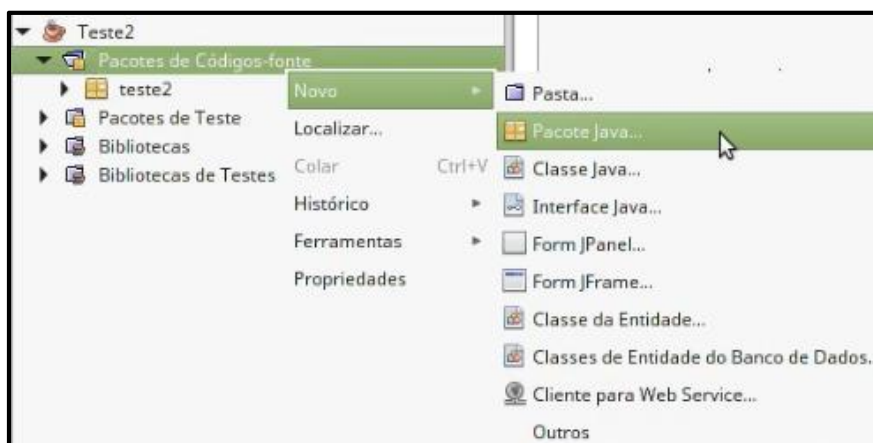 Teste2
Pacotes de Códigos-fonte
teste2
Pacotes de Teste
Bibliotecas
Bibliotecas de Testes
Novo
Localizar...
Colar Ctrl+V
Histórico
Ferramentas
Propriedades
Pasta...
Pacote Java...
Classe Java...
Interface Java...
Form JPanel...
Form JFrame...
Classe da Entidade...
Classes de Entidade do Banco de Dados..
Cliente para Web Service...
Outros